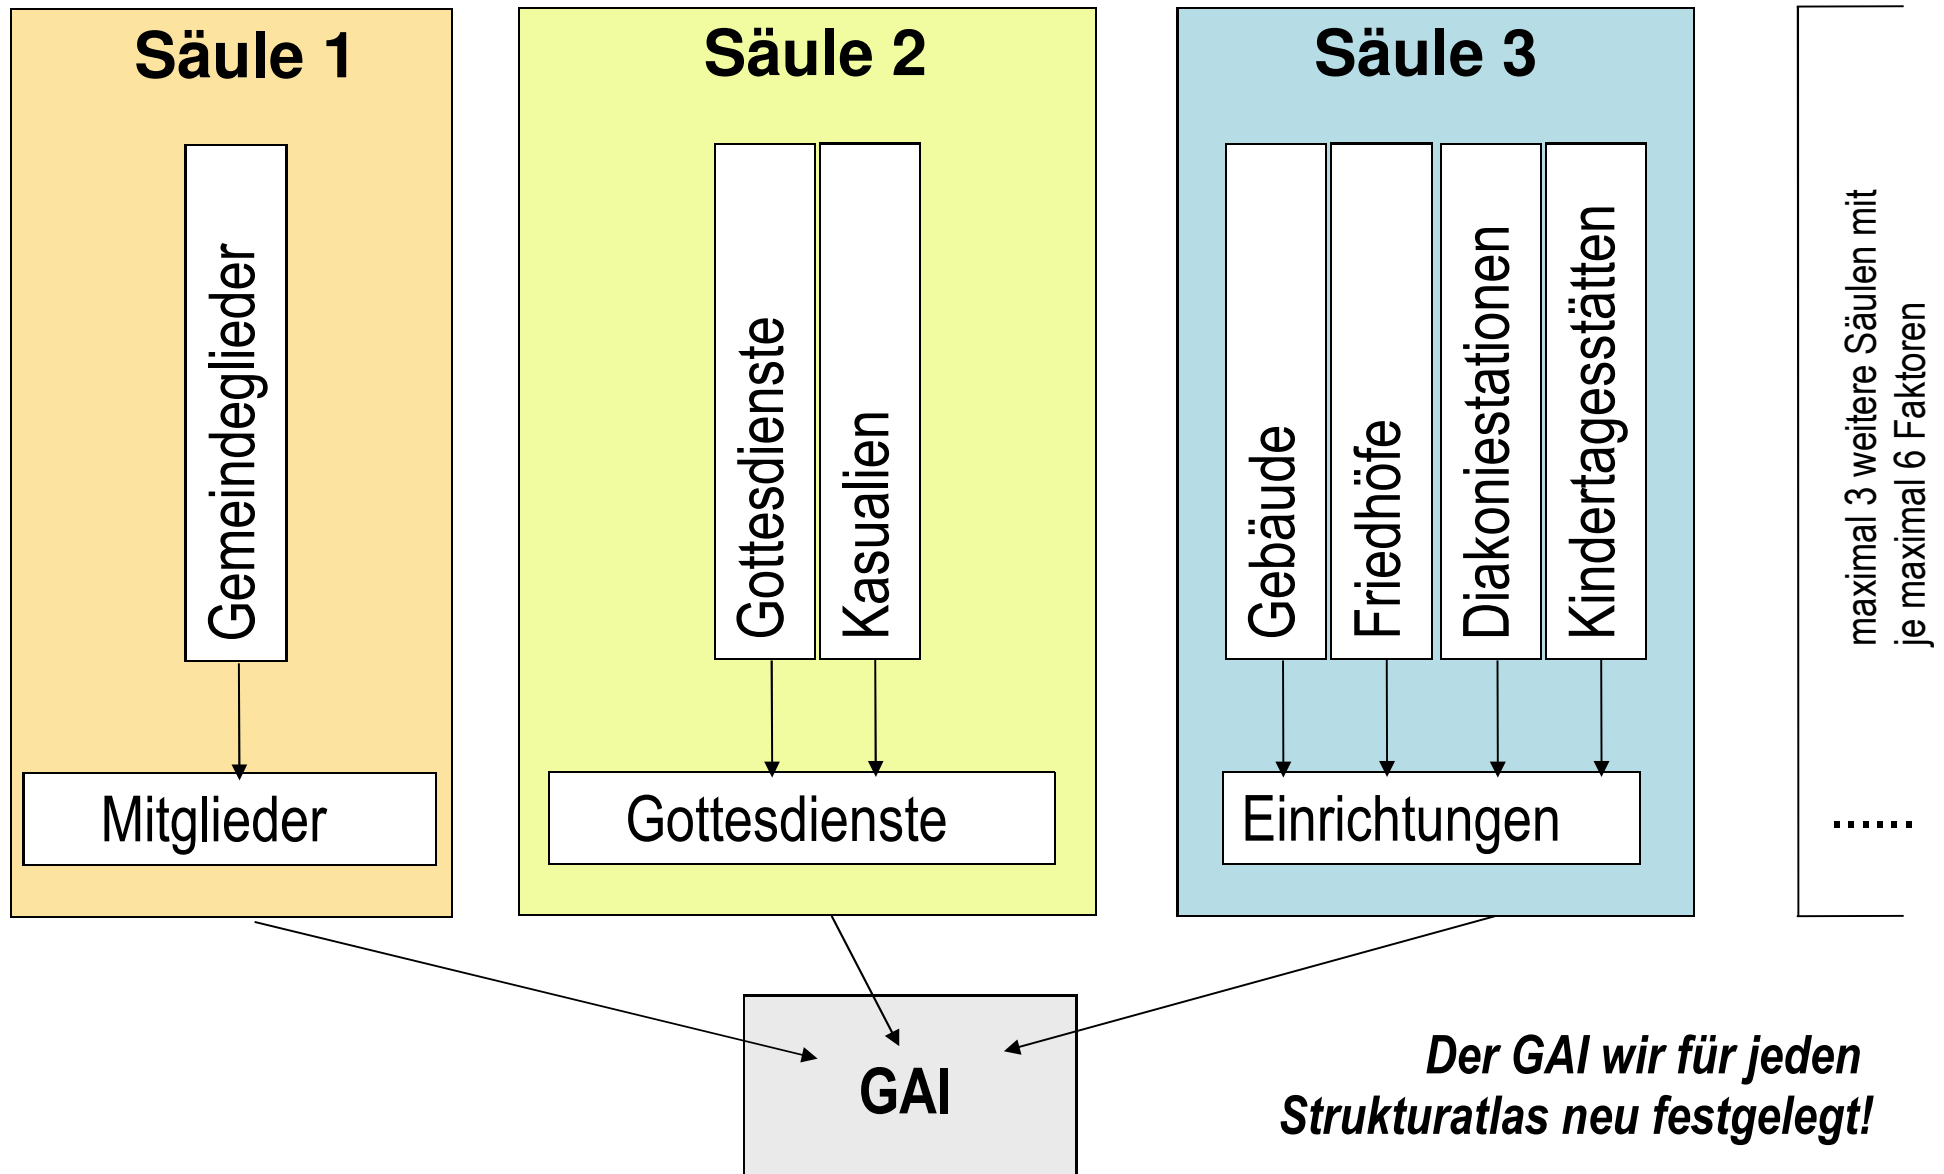 Säule 1
Gemeindeglieder
Mitglieder
Säule 2
Gottesdienste
Kasualien
Gottesdienste
Säule 3
Gebäude
Friedhöfe
Diakoniestationen
Kindertagesstätten
Einrichtungen
maximal 3 weitere Säulen mit
je maximal 6 Faktoren
......
GAI
Der GAI wir für jeden
Strukturatlas neu festgelegt!